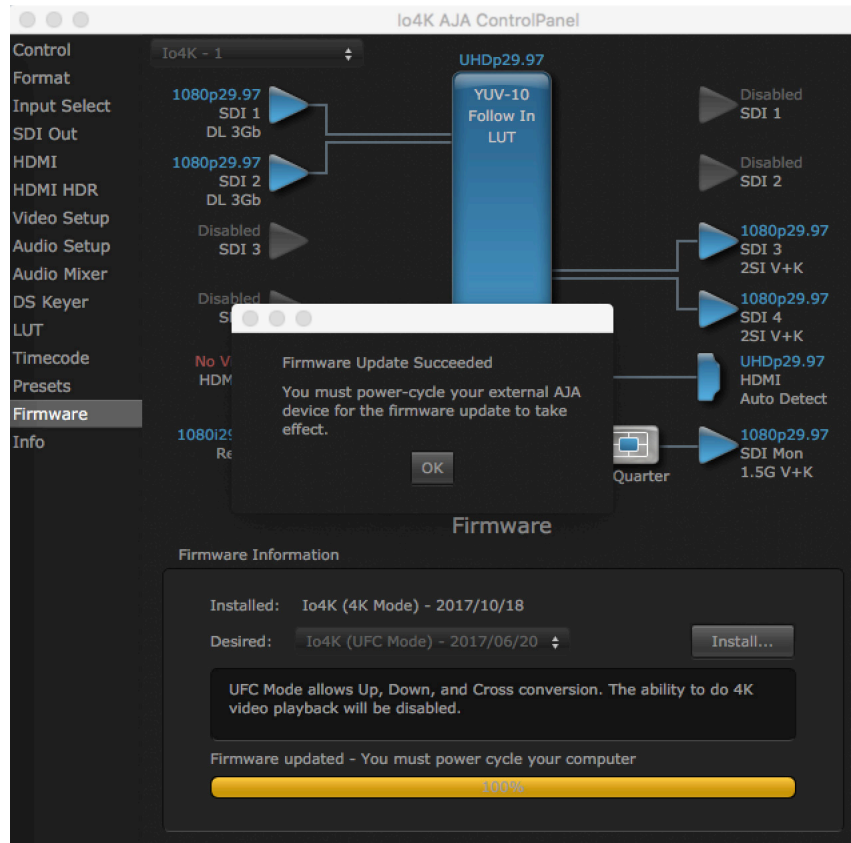 Io4K AJA ControlPanel
Control
Format
Input Select
SDI Out
HDMI
HDMI HDR
Video Setup
Audio Setup
Audio Mixer
DS Keyer
LUT
Timecode
Presets
Firmware
Info
Io4K - 1
UHDp29.97
YUV-10
Follow In
LUT
1080p29.97
SDI 1
DL 3Gb
1080p29.97
SDI 2
DL 3Gb
Disabled
SDI 3
Disabled
No
HDM
1080i29
Disabled
SDI 1
Disabled
SDI 2
1080p29.97
SDI 3
2SI V+K
1080p29.97
SDI 4
2SI V+K
UHDp29.97
HDMI
Auto Detect
Quarter
1080p29.97
SDI Mon
1.5G V+K
Firmware Update Succeeded
You must power-cycle your external AJA
device for the firmware update to take
effect.
OK
Firmware
Firmware Information
Installed: Io4K (4K Mode) - 2017/10/18
Desired: Io4K (UFC Mode) - 2017/06/20
Install...
UFC Mode allows Up, Down, and Cross conversion. The ability to do 4K
video playback will be disabled.
Firmware updated - You must power cycle your computer
100%